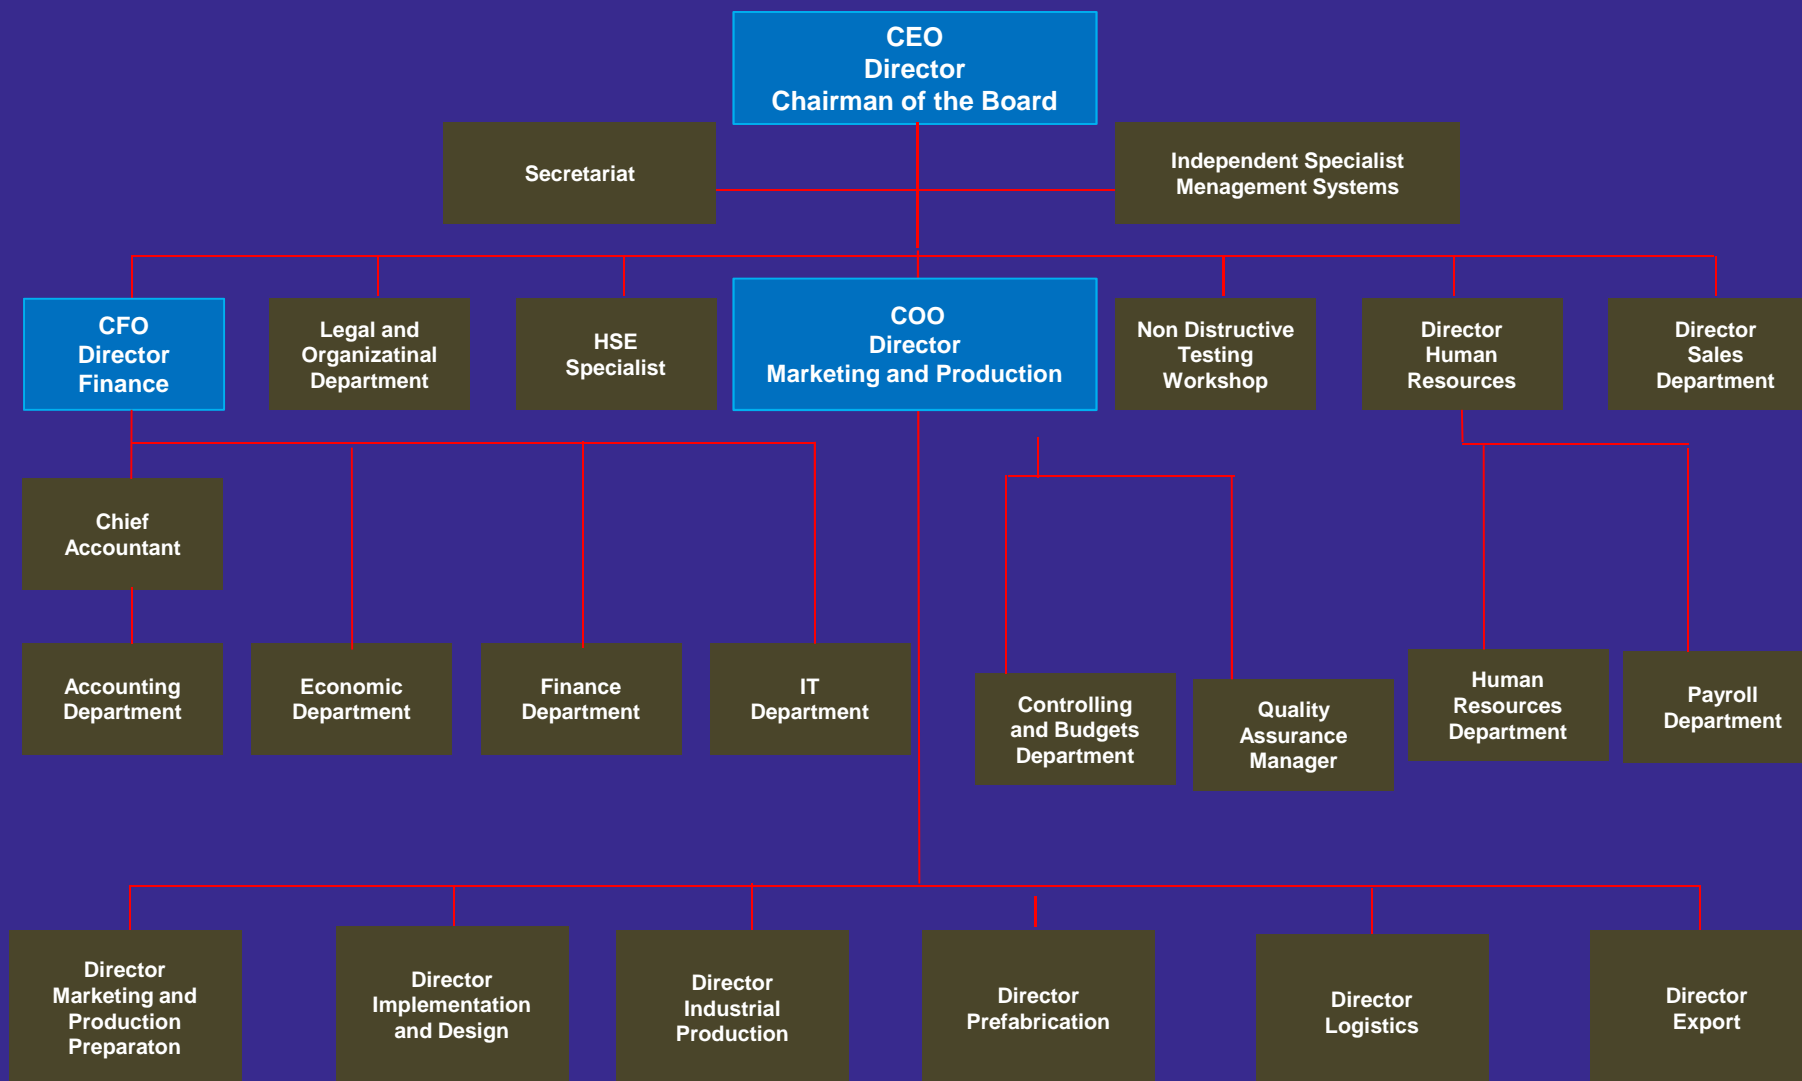 CEO
Director
Chairman of the Board
Secretariat
Independent Specialist
Menagement Systems
CFO
Director
Finance
Legal and
Organizatinal
Department
HSE
Specialist
COO
Director
Marketing and Production
Non Distructive
Testing
Workshop
Director
Human
Resources
Director
Sales
Department
Chief
Accountant
Accounting
Department
Economic
Department
Finance
Department
IT
Department
Controlling
and Budgets
Department
Quality
Assurance
Manager
Human
Resources
Department
Payroll
Department
Director
Marketing and
Production
Preparaton
Director
Implementation
and Design
Director
Industrial
Production
Director
Prefabrication
Director
Logistics
Director
Export